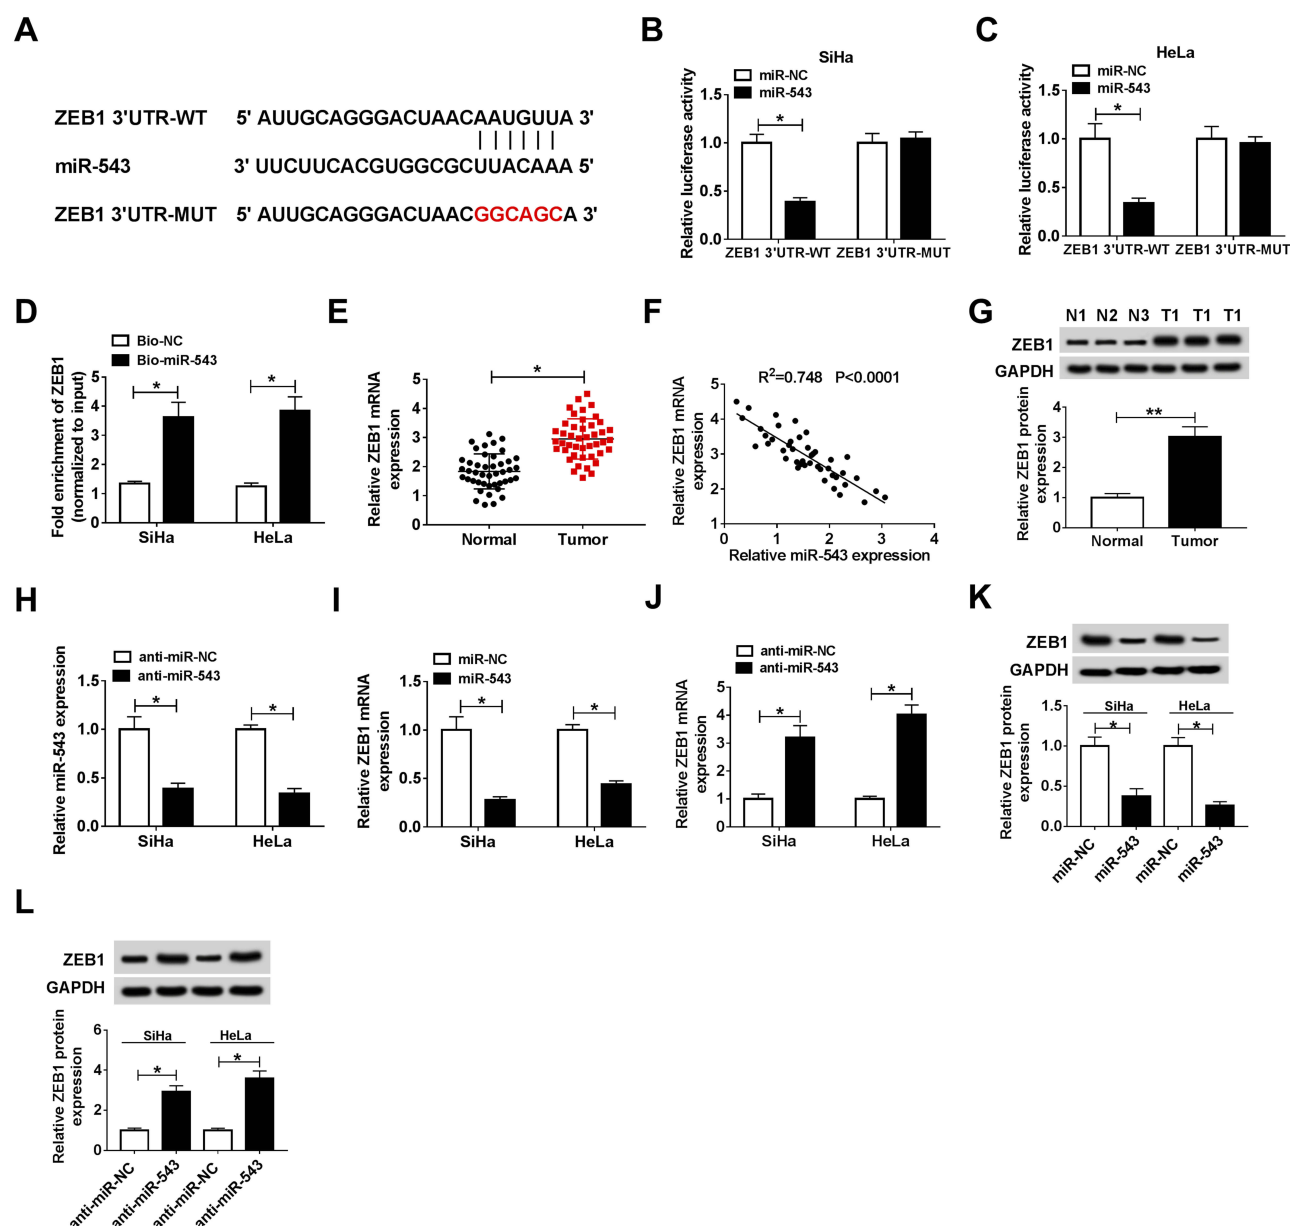 A
ZEB1 3'UTR-WT 5' AUUGCAGGGACUAACAAUGUUA 3'
miR-543 3' UUCUUCACGUGGCGCUUACAAA 5'
ZEB1 3'UTR-MUT 5' AUUGCAGGGACUAACGGCAGCA 3'
B
SiHa
miR-NC
miR-543
Relative luciferase activity
1.5
1.0
0.5
0.0
*
ZEB1 3'UTR-WT ZEB1 3'UTR-MUT
C
HeLa
miR-NC
miR-543
Relative luciferase activity
1.5
1.0
0.5
0.0
*
ZEB1 3'UTR-WT ZEB1 3'UTR-MUT
D
Bio-NC
Bio-miR-543
Fold enrichment of ZEB1
(normalized to input)
5
4
3
2
1
0
* *
SiHa HeLa
E
Relative ZEB1 mRNA
expression
5
4
3
2
1
0
*
Normal Tumor
F
R2=0.748 P<0.0001
Relative ZEB1 mRNA
expression
5
4
3
2
1
0 1 2 3 4
Relative miR-543 expression
G
N1 N2 N3 T1 T1 T1
ZEB1
GAPDH
Relative ZEB1 protein
expression
4
3
2
1
0
**
Normal Tumor
H
anti-miR-NC
anti-miR-543
Relative miR-543 expression
1.5
1.0
0.5
0.0
* *
SiHa HeLa
I
miR-NC
miR-543
Relative ZEB1 mRNA
expression
1.5
1.0
0.5
0.0
* *
SiHa HeLa
J
anti-miR-NC
anti-miR-543
Relative ZEB1 mRNA
expression
5
4
3
2
1
0
* *
SiHa HeLa
K
ZEB1
GAPDH
Relative ZEB1 protein
expression
1.5
1.0
0.5
0.0
SiHa HeLa
* *
miR-NC miR-543 miR-NC miR-543
L
ZEB1
GAPDH
Relative ZEB1 protein
expression
6
4
2
0
SiHa HeLa
* *
anti-miR-NC anti-miR-543 anti-miR-NC anti-miR-543